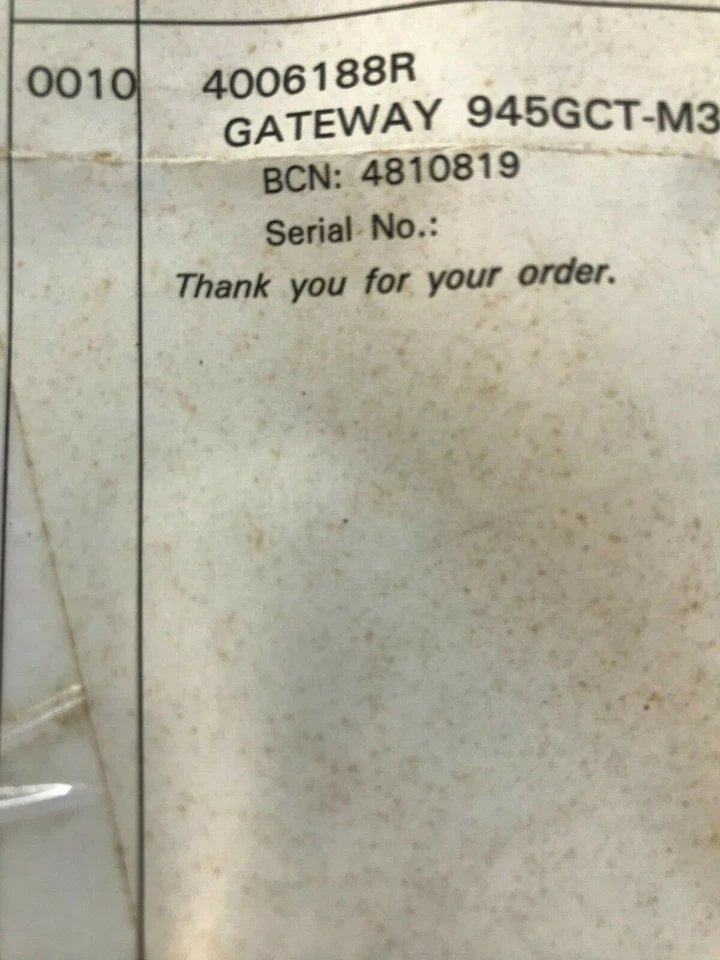 0010 4006188R
GATEWAY 945GCT-M3
BCN: 4810819
Serial No.:
Thank you for your order.